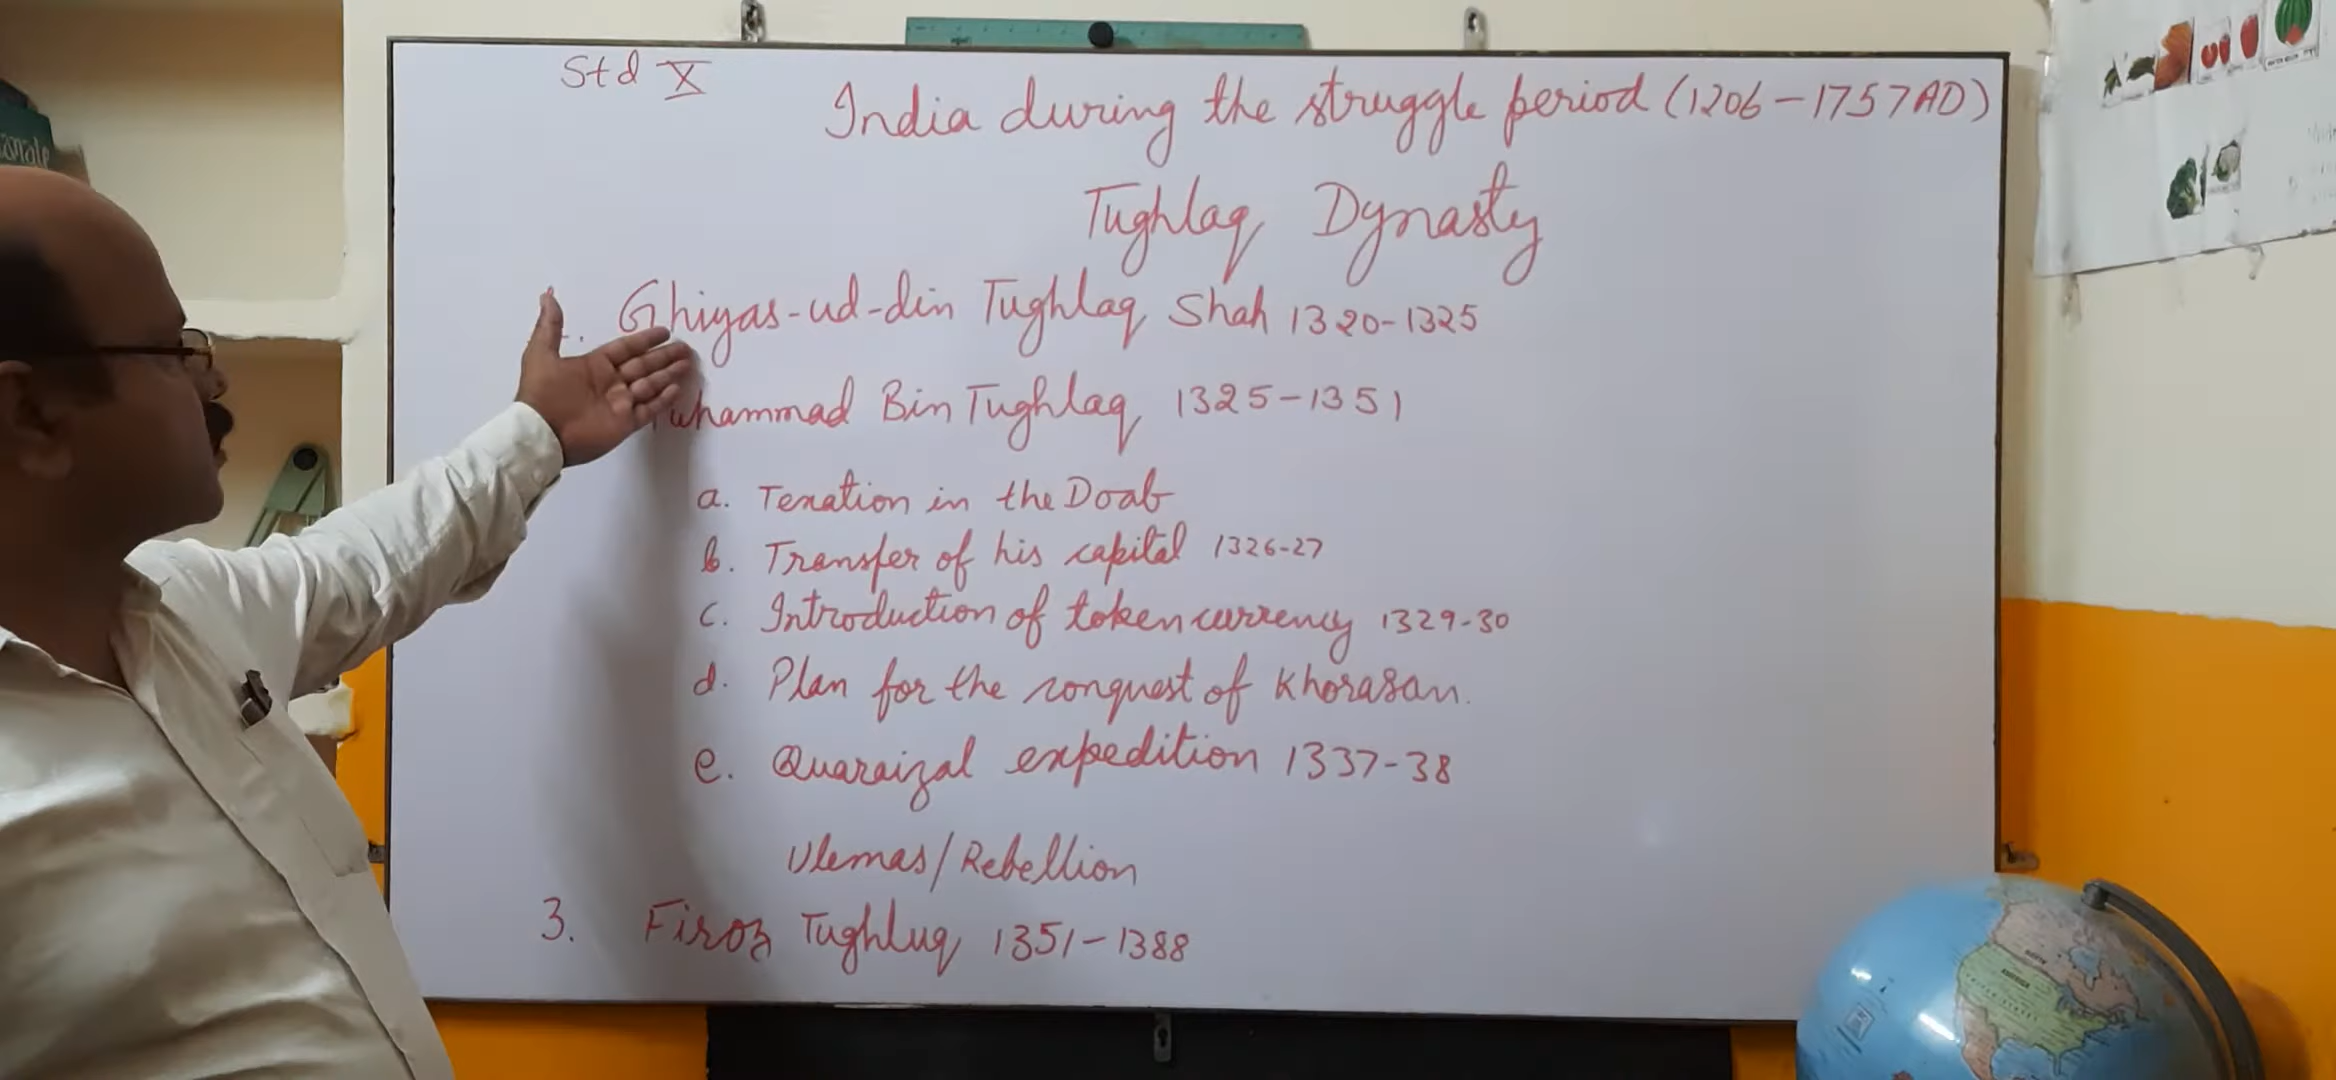 Std X
India during the struggle period (1206-1757AD)
Tughlaq Dynasty
Ghiyas-ud-din Tughlaq Shah 1320-1325
uhammad Bin Tughlaq 1325-1351
a. Texation in the Doab
b. Transfer of his capital 1326-27
c. Introduction of token currency 1329-30
d. Plan for the conquest of Khorasan.
e. Quaraizal expedition 1337-38
Ulemas/Rebellion
3. Firoz Tughluq 1351-1388